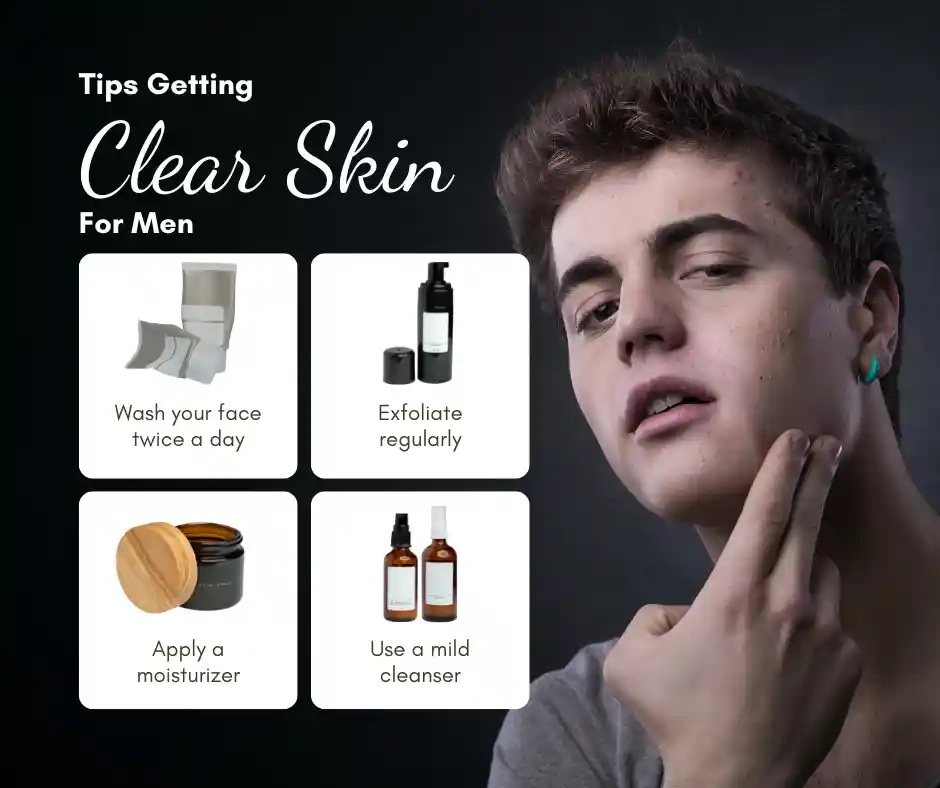 Tips Getting
Clear Skin
For Men
Wash your face
twice a day
Exfoliate
regularly
Apply a
moisturizer
Use a mild
cleanser